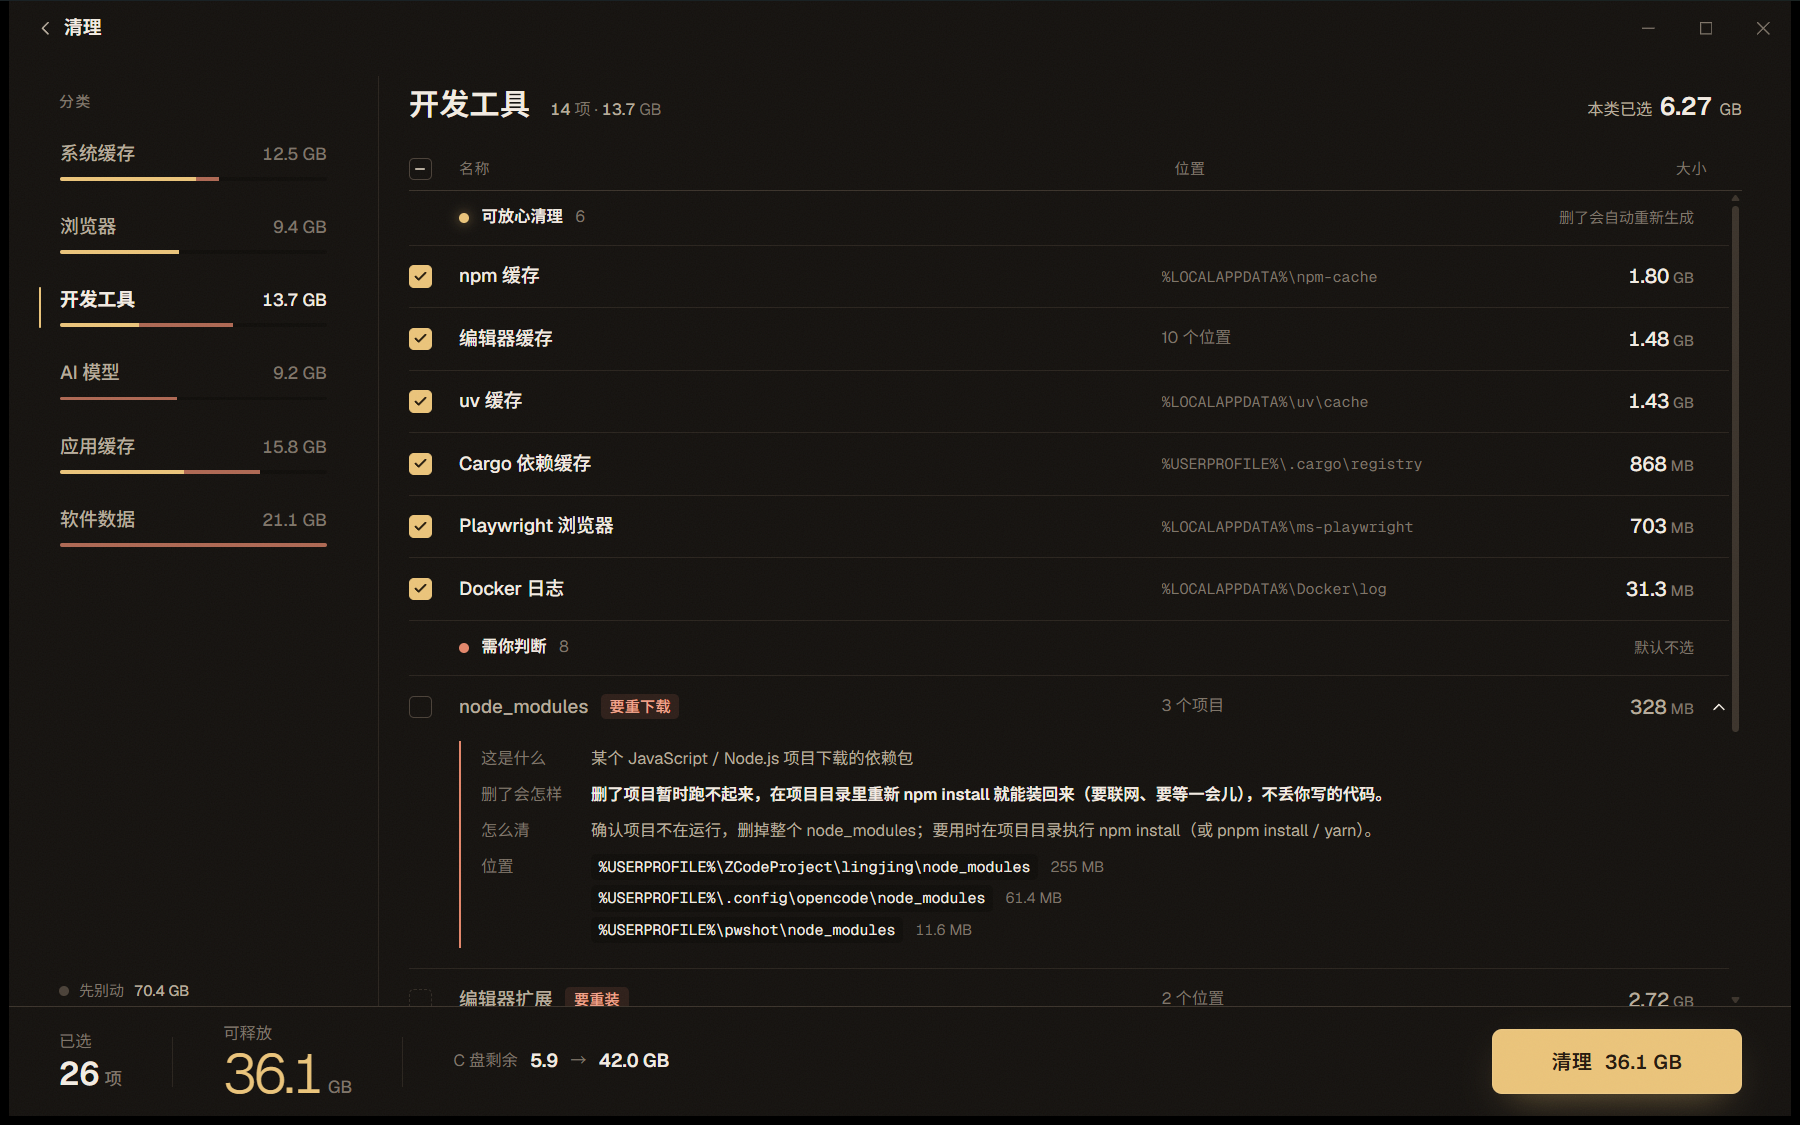 清理
分类
系统缓存 12.5 GB
浏览器 9.4 GB
开发工具 13.7 GB
AI 模型 9.2 GB
应用缓存 15.8 GB
软件数据 21.1 GB
先别动 70.4 GB
开发工具 14 项 · 13.7 GB
本类已选 6.27 GB
名称 位置 大小
可放心清理 6 删了会自动重新生成
npm 缓存 %LOCALAPPDATA%\npm-cache 1.80 GB
编辑器缓存 10 个位置 1.48 GB
uv 缓存 %LOCALAPPDATA%\uv\cache 1.43 GB
Cargo 依赖缓存 %USERPROFILE%\.cargo\registry 868 MB
Playwright 浏览器 %LOCALAPPDATA%\ms-playwright 703 MB
Docker 日志 %LOCALAPPDATA%\Docker\log 31.3 MB
需你判断 8 默认不选
node_modules 要重下载 3 个项目 328 MB
这是什么 某个 JavaScript / Node.js 项目下载的依赖包
删了会怎样 删了项目暂时跑不起来，在项目目录里重新 npm install 就能装回来（要联网、要等一会儿），不丢你写的代码。
怎么清 确认项目不在运行，删掉整个 node_modules；要用时在项目目录执行 npm install（或 pnpm install / yarn）。
位置 %USERPROFILE%\ZCodeProject\lingjing\node_modules 255 MB
%USERPROFILE%\.config\opencode\node_modules 61.4 MB
%USERPROFILE%\pwshot\node_modules 11.6 MB
编辑器扩展 要重装 2 个位置 2.72 GB
已选
26 项
可释放
36.1 GB
C 盘剩余 5.9 → 42.0 GB
清理 36.1 GB